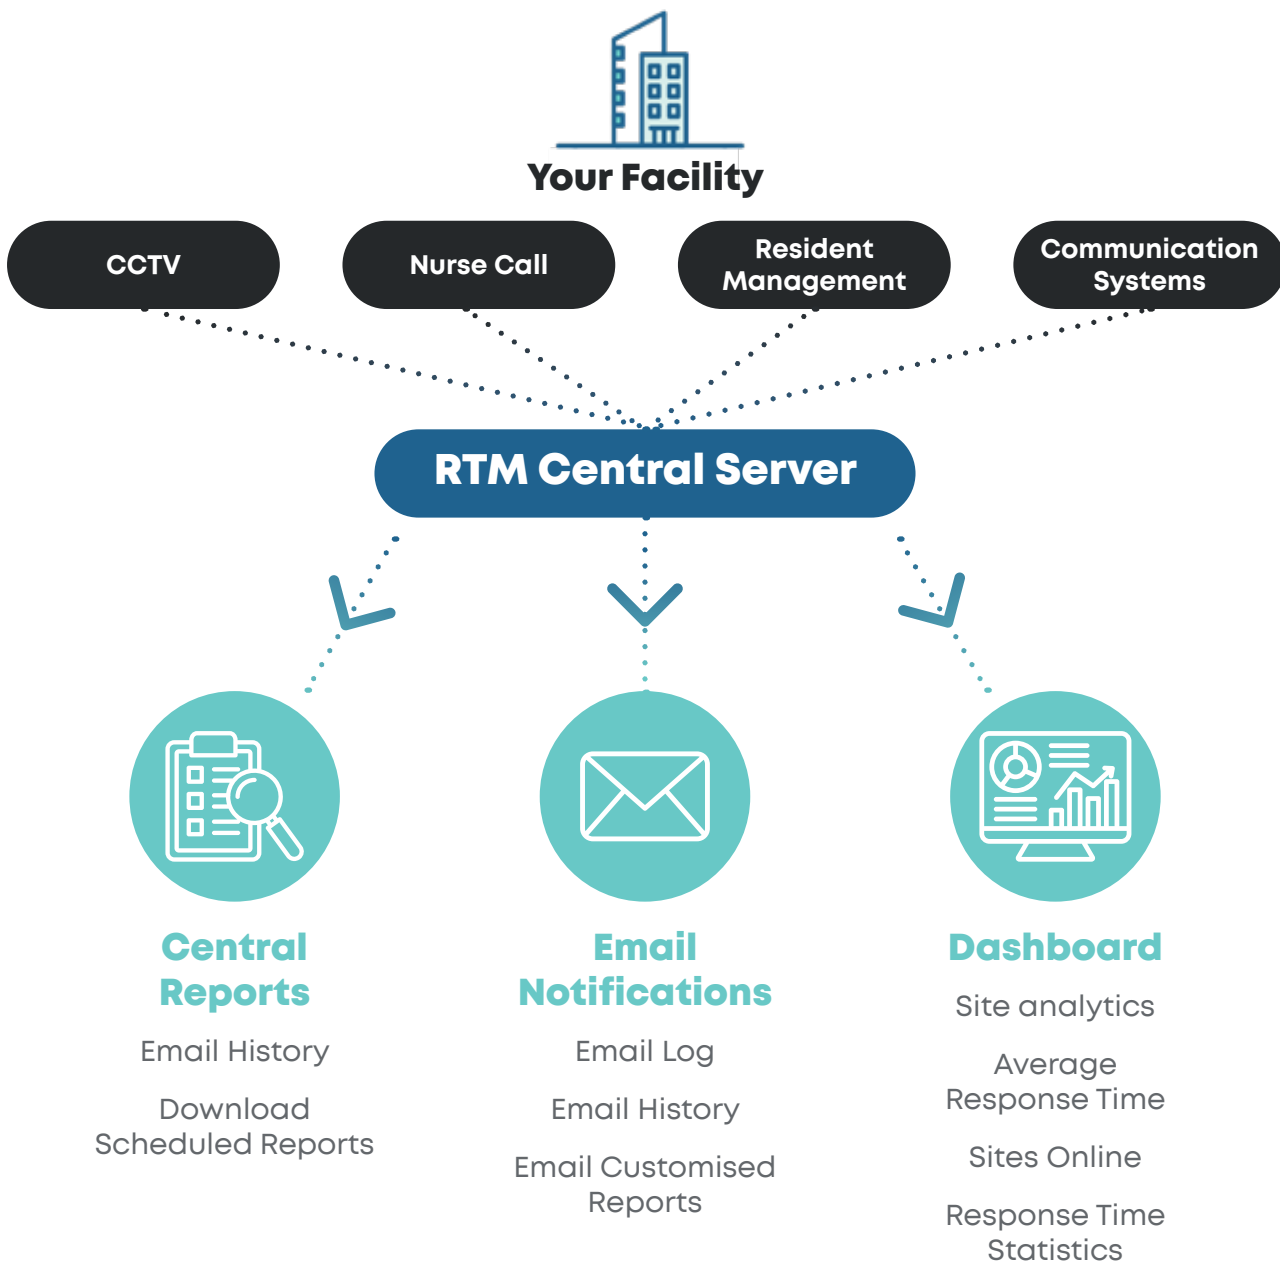 Your Facility
CCTV
Nurse Call
Resident
Management
Communication
Systems
RTM Central Server
Central
Reports
Email History
Download
Scheduled Reports
Email
Notifications
Email Log
Email History
Email Customised
Reports
Dashboard
Site analytics
Average
Response Time
Sites Online
Response Time
Statistics